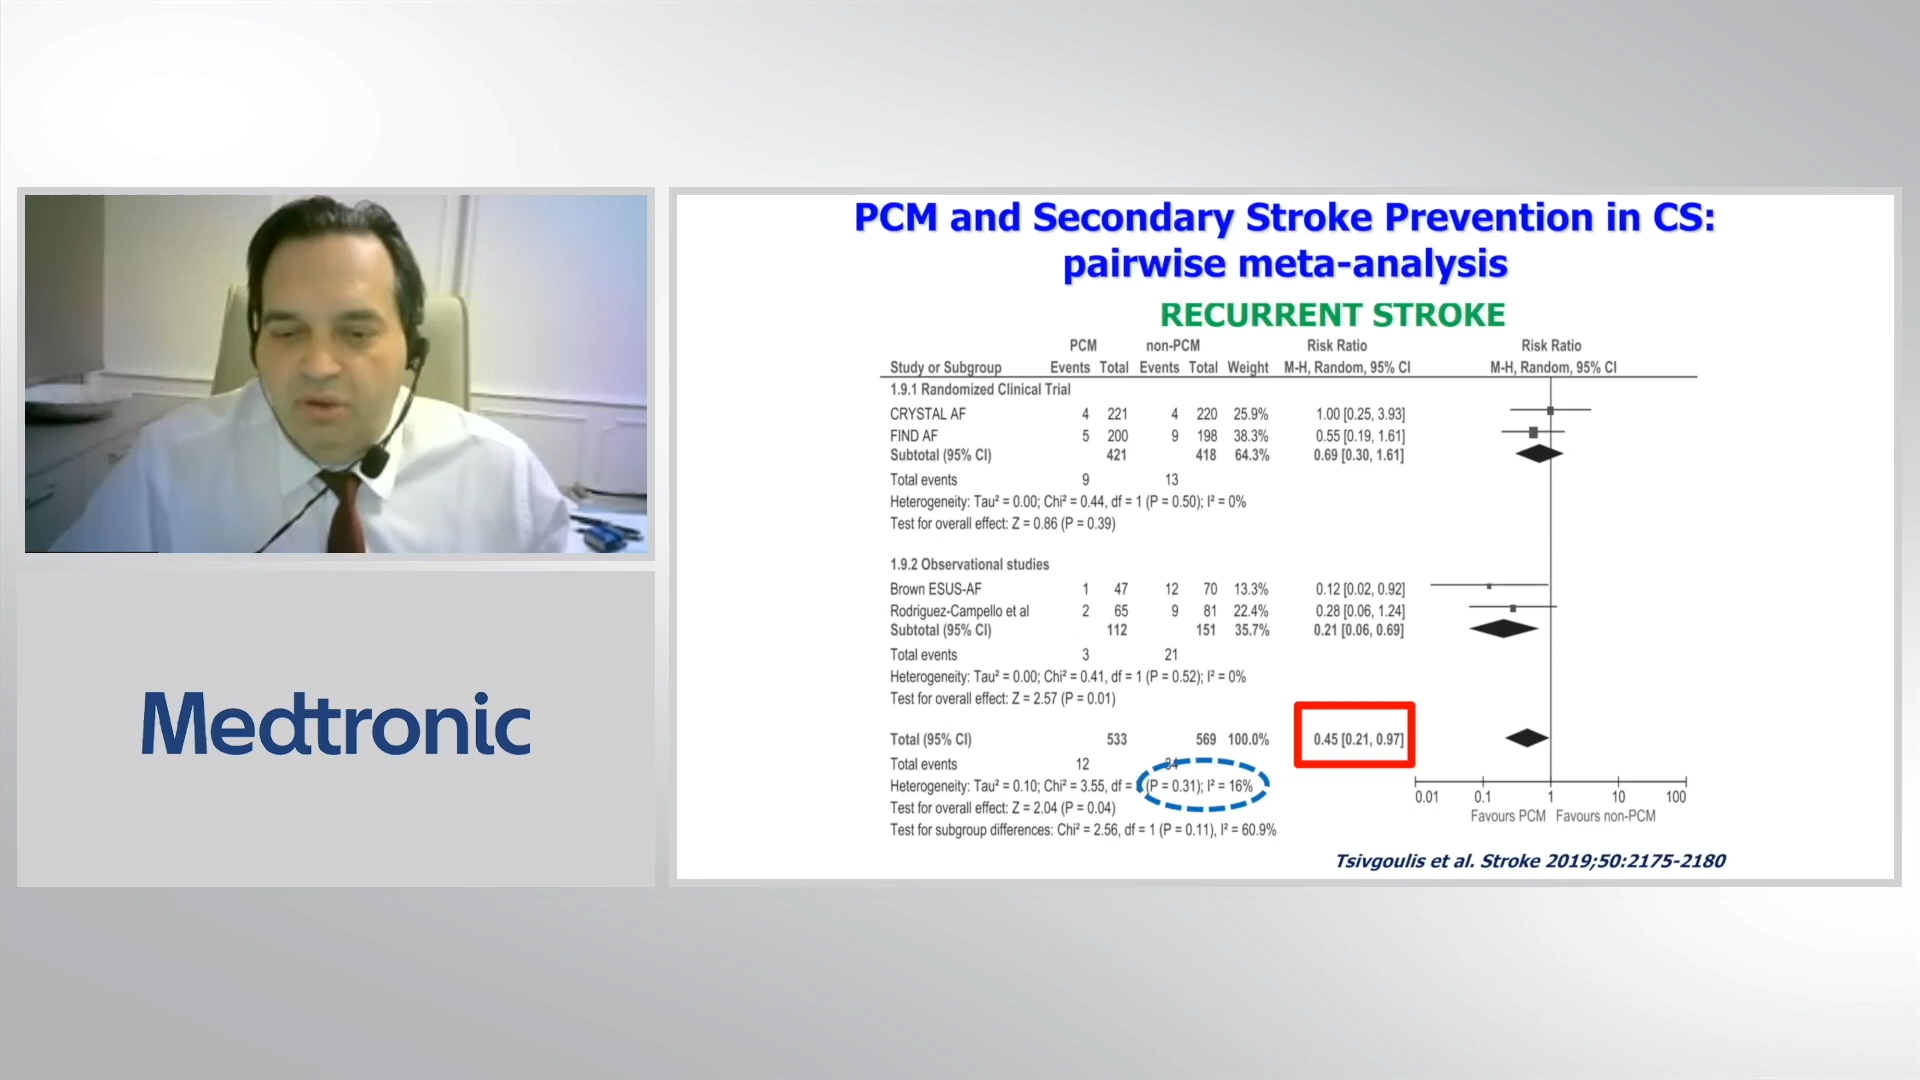 PCM and Secondary Stroke Prevention in CS:
pairwise meta-analysis
RECURRENT STROKE
PCM non-PCM Risk Ratio Risk Ratio
Study or Subgroup Events Total Events Total Weight M-H, Random, 95% CI M-H, Random, 95% CI
1.9.1 Randomized Clinical Trial
CRYSTAL AF 4 221 4 220 25.9% 1.00 [0.25, 3.93]
FIND AF 5 200 9 198 38.3% 0.55 [0.19, 1.61]
Subtotal (95% CI) 421 418 64.3% 0.69 [0.30, 1.61]
Total events 9 13
Heterogeneity: Tau² = 0.00; Chi² = 0.44, df = 1 (P = 0.50); I² = 0%
Test for overall effect: Z = 0.86 (P = 0.39)
1.9.2 Observational studies
Brown ESUS-AF 1 47 12 70 13.3% 0.12 [0.02, 0.92]
Rodriguez-Campello et al 2 65 9 81 22.4% 0.28 [0.06, 1.24]
Subtotal (95% CI) 112 151 35.7% 0.21 [0.06, 0.69]
Total events 3 21
Heterogeneity: Tau² = 0.00; Chi² = 0.41, df = 1 (P = 0.52); I² = 0%
Test for overall effect: Z = 2.57 (P = 0.01)
Total (95% CI) 533 569 100.0% 0.45 [0.21, 0.97]
Total events 12 34
Heterogeneity: Tau² = 0.10; Chi² = 3.55, df = (P = 0.31); I² = 16%
Test for overall effect: Z = 2.04 (P = 0.04)
Test for subgroup differences: Chi² = 2.56, df = 1 (P = 0.11), I² = 60.9%
0.01 0.1 1 10 100
Favours PCM Favours non-PCM
Tsivgoulis et al. Stroke 2019;50:2175-2180
Medtronic